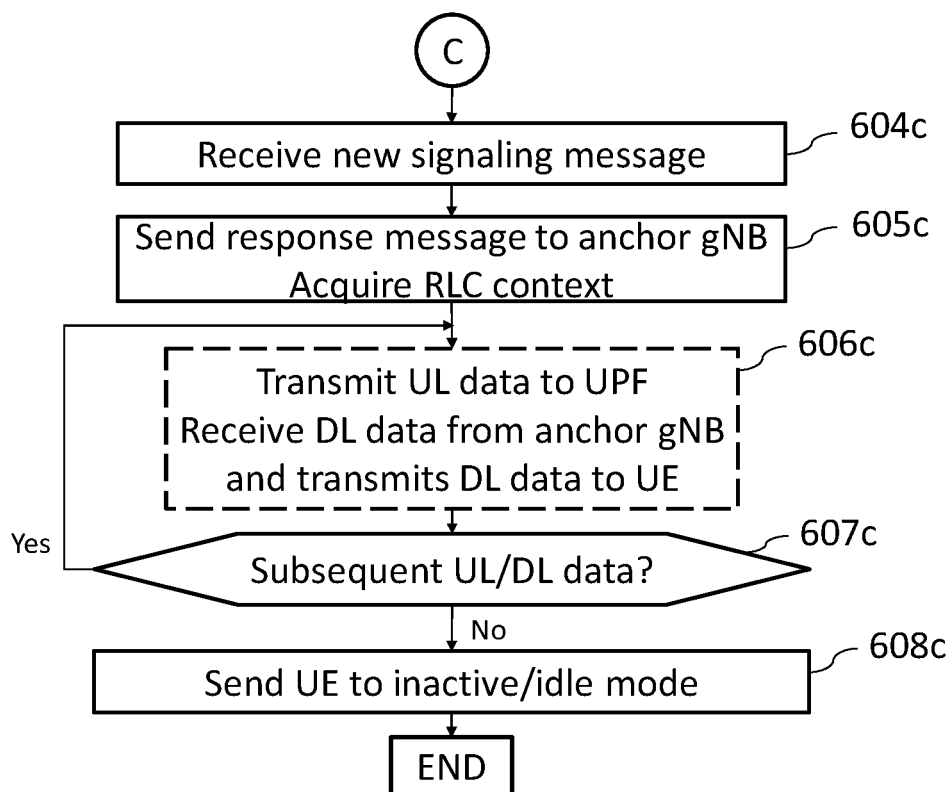 C
604c
Receive new signaling message
605c
Send response message to anchor gNB
Acquire RLC context
606c
Transmit UL data to UPF
Receive DL data from anchor gNB
and transmits DL data to UE
607c
Yes
Subsequent UL/DL data?
No
608c
Send UE to inactive/idle mode
END